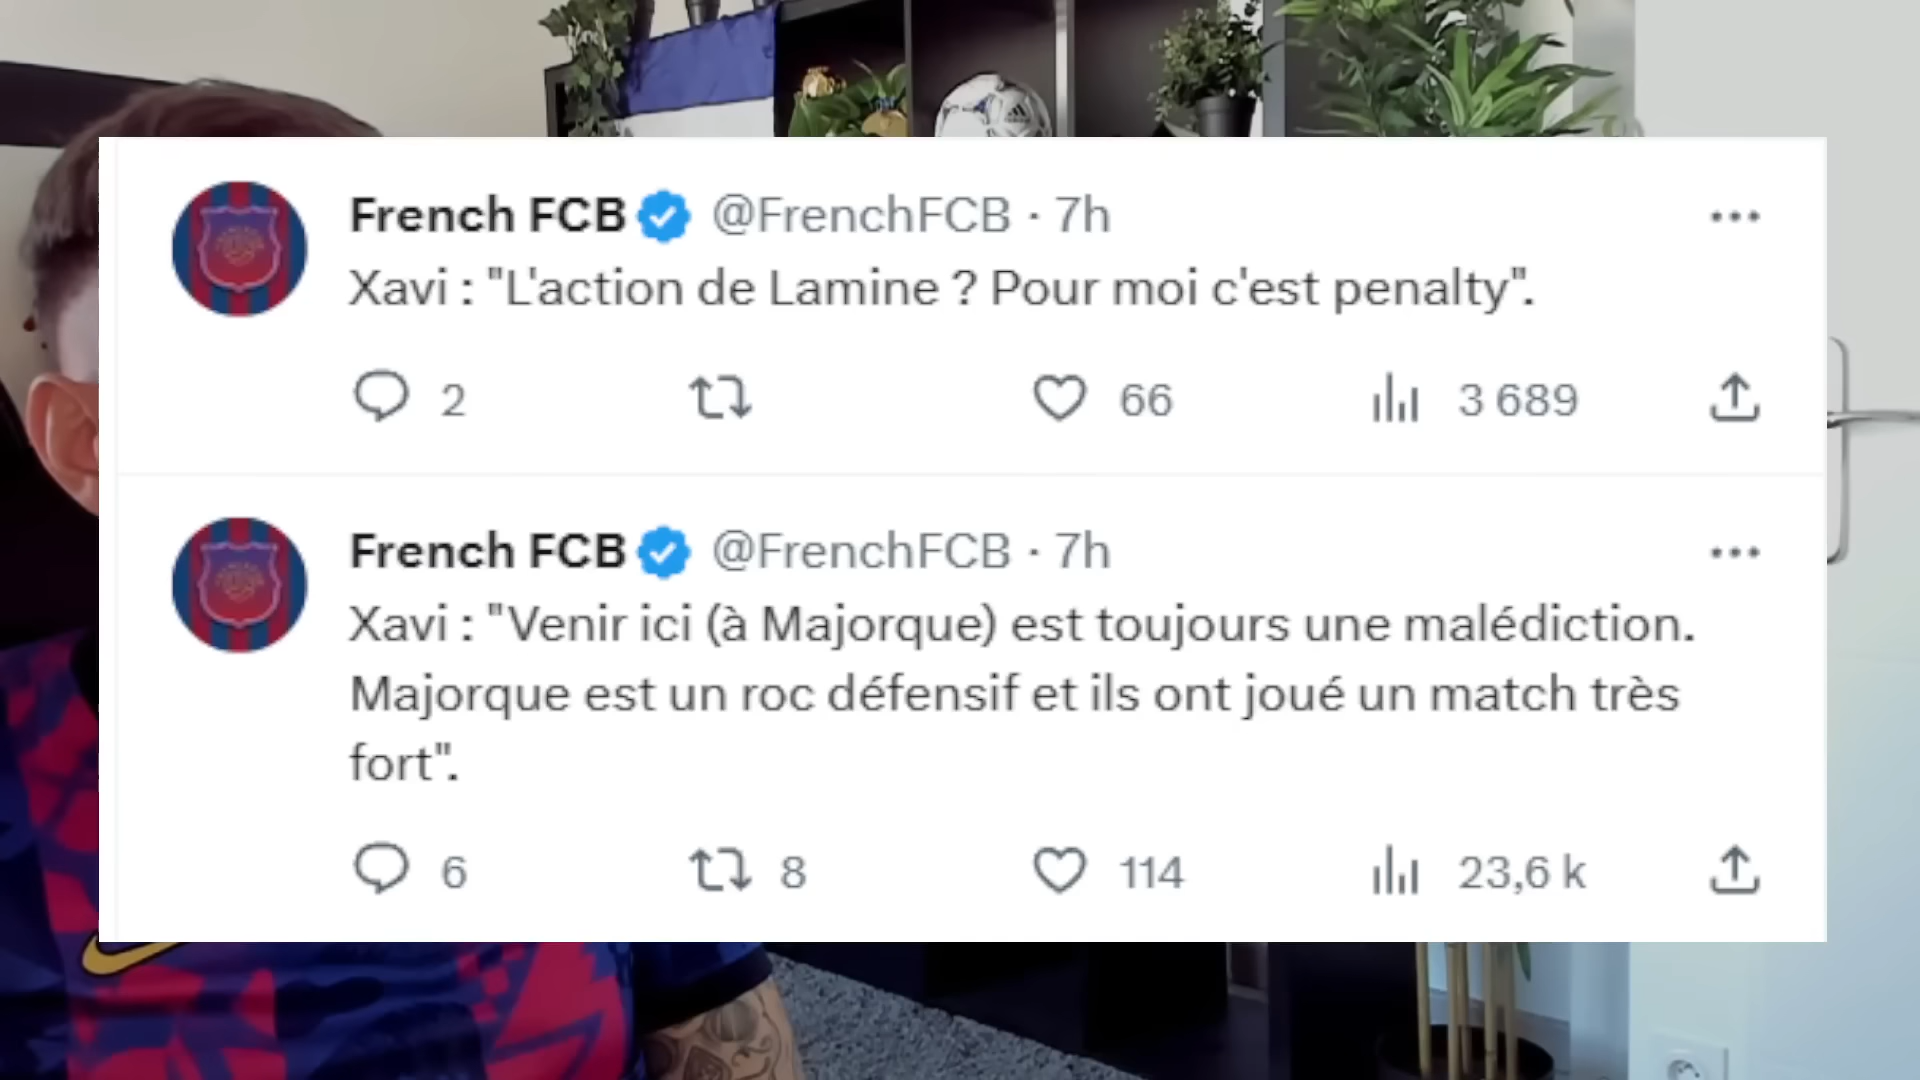 French FCB @FrenchFCB · 7h
Xavi : "L'action de Lamine ? Pour moi c'est penalty".
2 66 3 689
French FCB @FrenchFCB · 7h
Xavi : "Venir ici (à Majorque) est toujours une malédiction.
Majorque est un roc défensif et ils ont joué un match très
fort".
6 8 114 23,6 k